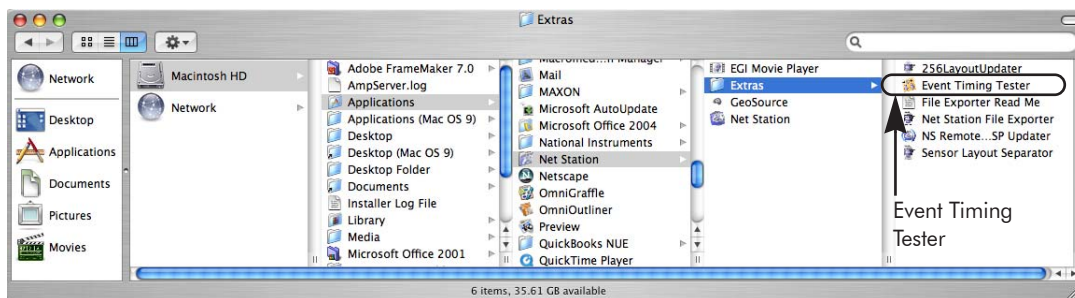 Extras
Network
Desktop
Applications
Documents
Pictures
Movies
Macintosh HD
Network
Adobe FrameMaker 7.0
AmpServer.log
Applications
Applications (Mac OS 9)
Desktop
Desktop (Mac OS 9)
Desktop Folder
Documents
Installer Log File
Library
Media
Microsoft Office 2001
Mail
MAXON
Microsoft AutoUpdate
Microsoft Office 2004
National Instruments
Net Station
Netscape
OmniGraffle
OmniOutliner
Preview
QuickBooks NUE
QuickTime Player
EGI Movie Player
Extras
GeoSource
Net Station
256LayoutUpdater
Event Timing Tester
File Exporter Read Me
Net Station File Exporter
NS Remote...SP Updater
Sensor Layout Separator
Event Timing
Tester
6 items, 35.61 GB available